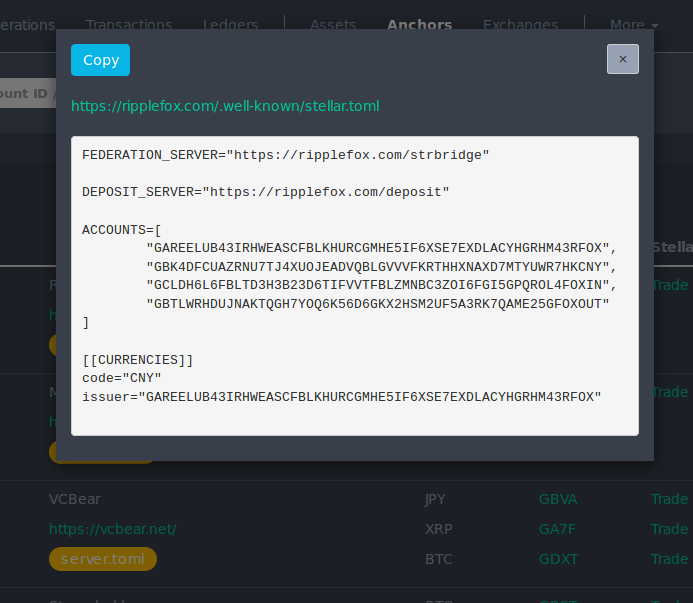 erations Transactions Ledgers Assets Anchors Exchanges More
Copy
×
ount ID /
https://ripplefox.com/.well-known/stellar.toml
FEDERATION_SERVER="https://ripplefox.com/strbridge"
DEPOSIT_SERVER="https://ripplefox.com/deposit"
ACCOUNTS=[
"GAREELUB43IRHWEASCFBLKHURCGMHE5IF6XSE7EXDLACYHGRHM43RFOX",
"GBK4DFCUAZRNU7TJ4XUOJEADVQBLGVVVFKRTHHXNAXD7MTYUWR7HKCNY",
"GCLDH6L6FBLTD3H3B23D6TIFVVTFBLZMNBC3ZOI6FGI5GPQROL4FOXIN",
"GBTLWRHDUJNAKTQGH7YOQ6K56D6GKX2HSM2UF5A3RK7QAME25GFOXOUT"
]
[[CURRENCIES]]
code="CNY"
issuer="GAREELUB43IRHWEASCFBLKHURCGMHE5IF6XSE7EXDLACYHGRHM43RFOX"
Stella
R
Trade
h
M
Trade
h
VCBear JPY GBVA Trade
https://vcbear.net/ XRP GA7F Trade
server.toml BTC GDXT Trade